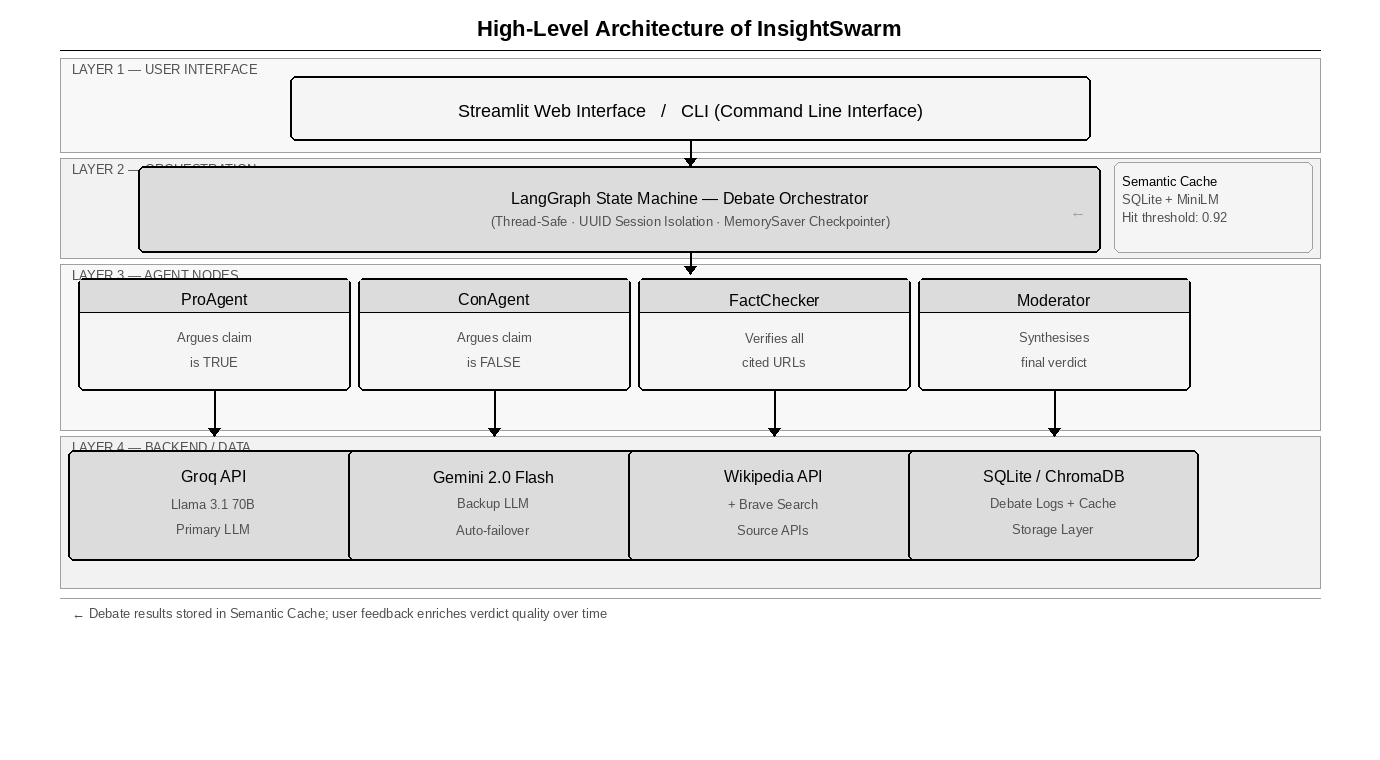 High-Level Architecture of InsightSwarm
LAYER 1 — USER INTERFACE
Streamlit Web Interface / CLI (Command Line Interface)
LAYER 2 — ORCHESTRATION
LangGraph State Machine — Debate Orchestrator
(Thread-Safe · UUID Session Isolation · MemorySaver Checkpointer)
←
Semantic Cache
SQLite + MiniLM
Hit threshold: 0.92
LAYER 3 — AGENT NODES
ProAgent
Argues claim
is TRUE
ConAgent
Argues claim
is FALSE
FactChecker
Verifies all
cited URLs
Moderator
Synthesises
final verdict
LAYER 4 — BACKEND / DATA
Groq API
Llama 3.1 70B
Primary LLM
Gemini 2.0 Flash
Backup LLM
Auto-failover
Wikipedia API
+ Brave Search
Source APIs
SQLite / ChromaDB
Debate Logs + Cache
Storage Layer
← Debate results stored in Semantic Cache; user feedback enriches verdict quality over time